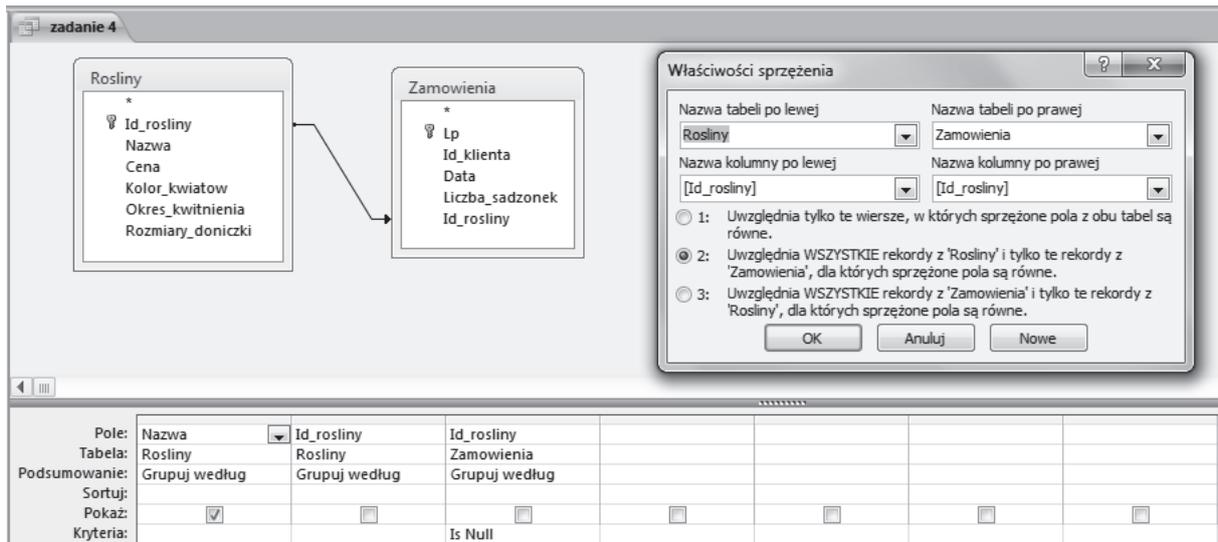 zadanie 4
Rosliny
*
Id_rosliny
Nazwa
Cena
Kolor_kwiatow
Okres_kwitnienia
Rozmiary_doniczki
Zamowienia
*
Lp
Id_klienta
Data
Liczba_sadzonek
Id_rosliny
Właściwości sprzężenia
Nazwa tabeli po lewej
Nazwa tabeli po prawej
Rosliny
Zamowienia
Nazwa kolumny po lewej
Nazwa kolumny po prawej
[Id_rosliny]
[Id_rosliny]
1: Uwzględnia tylko te wiersze, w których sprzężone pola z obu tabel są
równe.
2: Uwzględnia WSZYSTKIE rekordy z 'Rosliny' i tylko te rekordy z
'Zamowienia', dla których sprzężone pola są równe.
3: Uwzględnia WSZYSTKIE rekordy z 'Zamowienia' i tylko te rekordy z
'Rosliny', dla których sprzężone pola są równe.
OK Anuluj Nowe
Pole: Nazwa Id_rosliny Id_rosliny
Tabela: Rosliny Rosliny Zamowienia
Podsumowanie: Grupuj według Grupuj według Grupuj według
Sortuj:
Pokaż:
Kryteria: Is Null